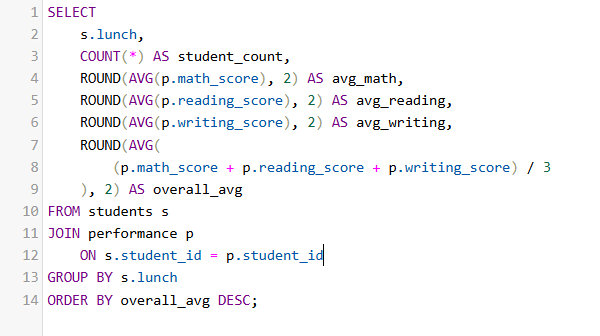 1 SELECT
2     s.lunch,
3     COUNT(*) AS student_count,
4     ROUND(AVG(p.math_score), 2) AS avg_math,
5     ROUND(AVG(p.reading_score), 2) AS avg_reading,
6     ROUND(AVG(p.writing_score), 2) AS avg_writing,
7     ROUND(AVG(
8         (p.math_score + p.reading_score + p.writing_score) / 3
9     ), 2) AS overall_avg
10 FROM students s
11 JOIN performance p
12     ON s.student_id = p.student_id
13 GROUP BY s.lunch
14 ORDER BY overall_avg DESC;